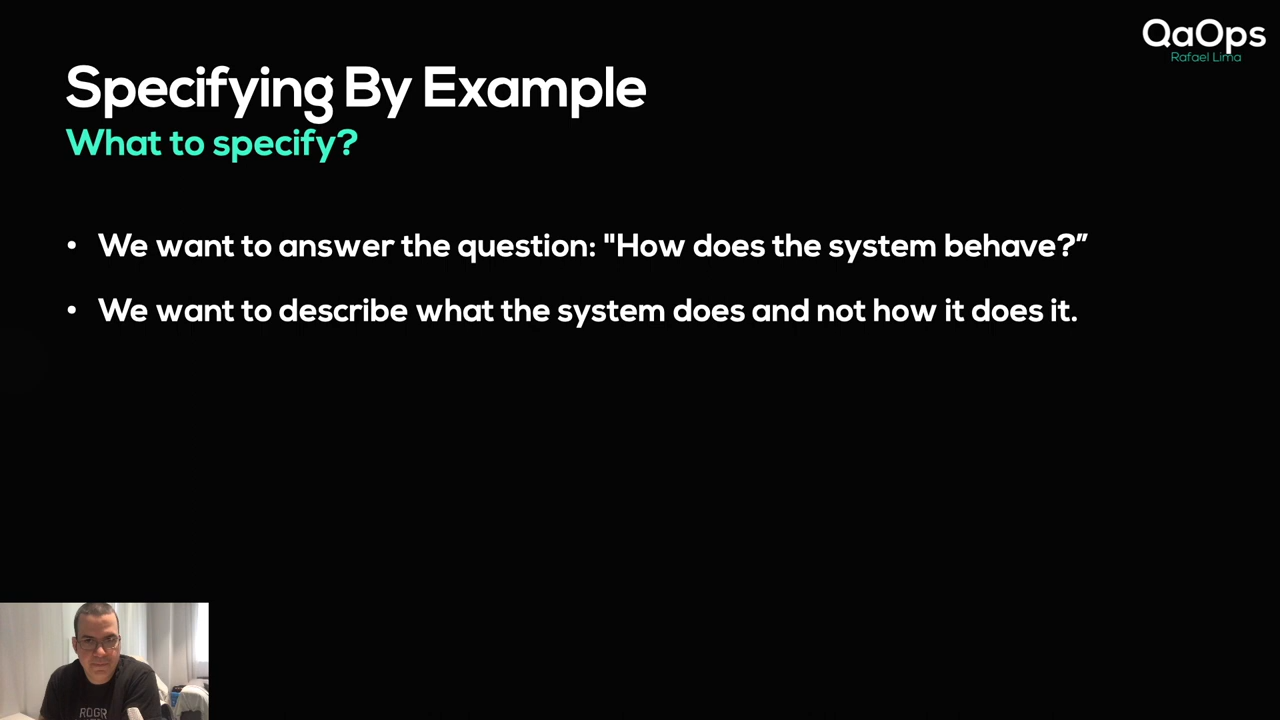 QaOps
Rafael Lima
Specifying By Example
What to specify?
• We want to answer the question: "How does the system behave?”
• We want to describe what the system does and not how it does it.